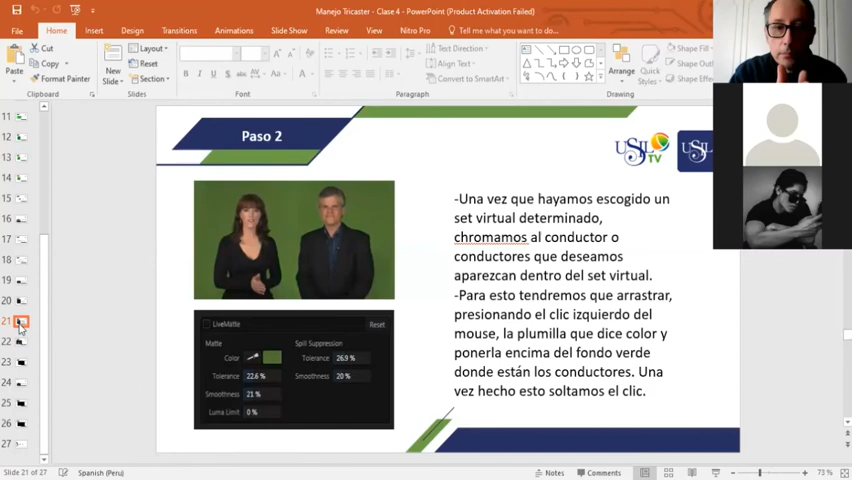 Manejo Tricaster - Clase 4 - PowerPoint (Product Activation Failed)
File Home Insert Design Transitions Animations Slide Show Review View Nitro Pro Tell me what you want to do...
Cut
Copy
Format Painter
Paste
Clipboard
New Slide
Layout
Reset
Section
Slides
B I U S abc AV Aa A
Font
Text Direction
Align Text
Convert to SmartArt
Paragraph
Arrange
Quick Styles
Shape Fill
Shape Outline
Shape Effects
Drawing
11
12
13
14
15
16
17
18
19
20
21
22
23
24
25
26
27
Paso 2
USIL TV
USIL
-Una vez que hayamos escogido un
set virtual determinado,
chromamos al conductor o
conductores que deseamos
aparezcan dentro del set virtual.
-Para esto tendremos que arrastrar,
presionando el clic izquierdo del
mouse, la plumilla que dice color y
ponerla encima del fondo verde
donde están los conductores. Una
vez hecho esto soltamos el clic.
LiveMatte Reset
Matte Spill Suppression
Color Tolerance 26.9 %
Tolerance 22.6 % Smoothness 20 %
Smoothness 21 %
Luma Limit 0 %
Slide 21 of 27 Spanish (Peru) Notes Comments 73 %